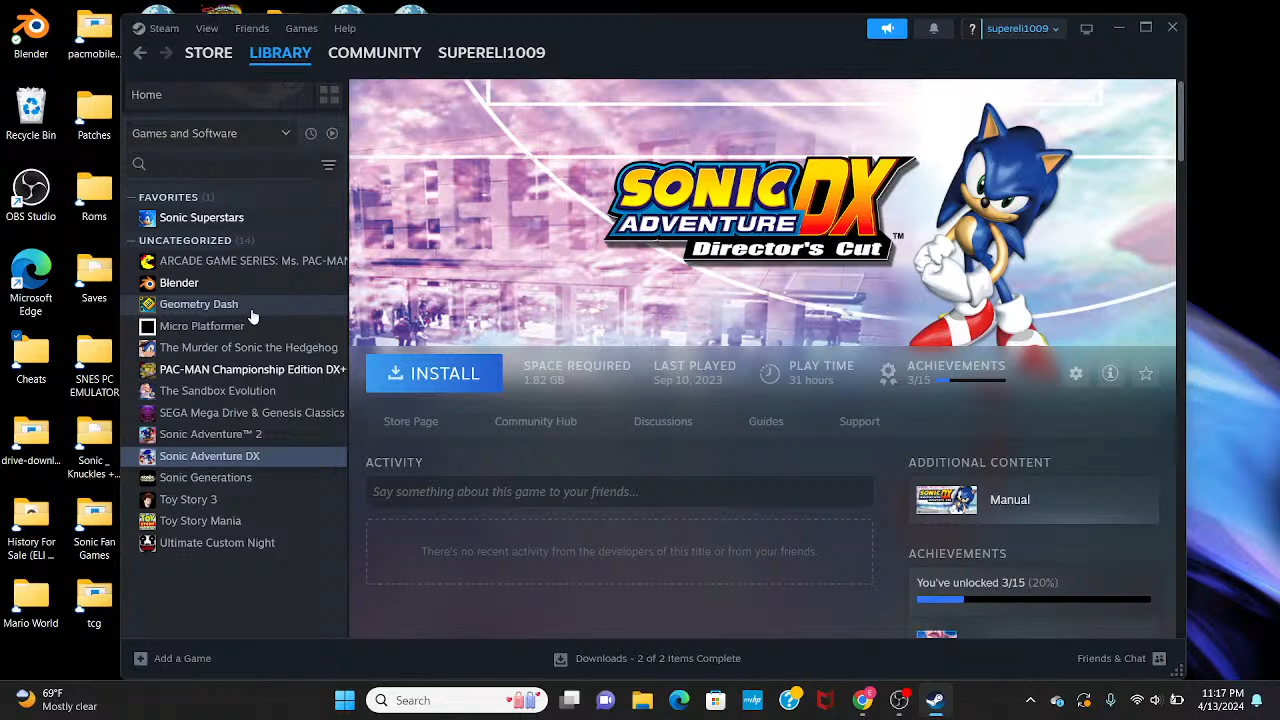 Steam View Friends Games Help
supereli1009
STORE LIBRARY COMMUNITY SUPERELI1009
Home
Games and Software
FAVORITES (1)
Sonic Superstars
UNCATEGORIZED (14)
ARCADE GAME SERIES: Ms. PAC-MAN
Blender
Geometry Dash
Micro Platformer
The Murderer of Sonic the Hedgehog
PAC-MAN Championship Edition DX+
The Sandbox Evolution
SEGA Mega Drive & Genesis Classics
Sonic Adventure™ 2
Sonic Adventure DX
Sonic Generations
Toy Story 3
Toy Story Mania
Ultimate Custom Night
SONIC DX
ADVENTURE
Director's Cut ™
INSTALL
SPACE REQUIRED
1.82 GB
LAST PLAYED
Sep 10, 2023
PLAY TIME
31 hours
ACHIEVEMENTS
3/15
Store Page Community Hub Discussions Guides Support
ACTIVITY
Say something about this game to your friends...
There's no recent activity from the developers of this title or from your friends.
ADDITIONAL CONTENT
Manual
ACHIEVEMENTS
You've unlocked 3/15 (20%)
Add a Game
Downloads - 2 of 2 Items Complete
Friends & Chat
Blender
pacmobile...
Recycle Bin
Patches
OBS Studio
Roms
Microsoft
Edge
Saves
Cheats
SNES PC
EMULATOR
drive-downl...
Sonic _
Knuckles +...
History For
Sale (ELI ...
Sonic Fan
Games
Mario World
tcg
69°F
Mostly clear
Search
11:17 PM
4/13/2024